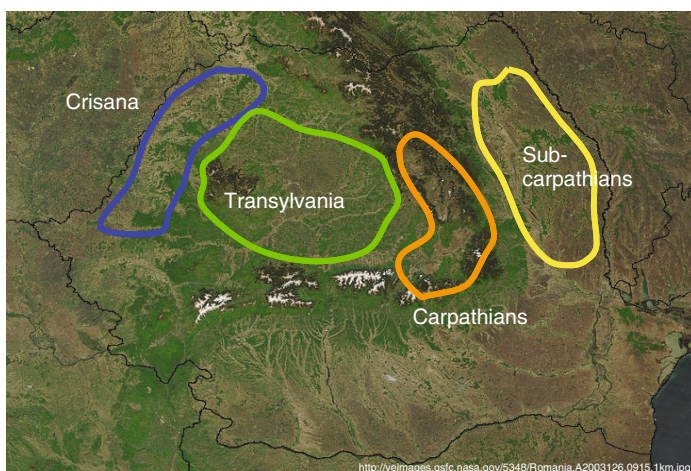 Crisana
Sub-
carpathians
Transylvania
Carpathians
http://veimages.gsfc.nasa.gov/5348/Romania.A2003126.0915.1km.jpg